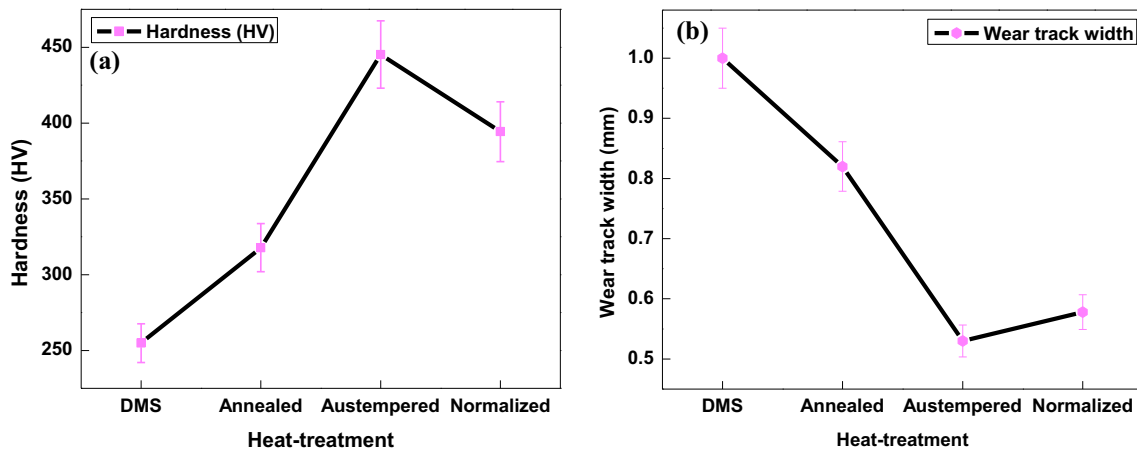 Hardness (HV)
(a)
450
400
350
300
250
Hardness (HV)
DMS Annealed Austempered Normalized
Heat-treatment
(b)
Wear track width
1.0
0.9
0.8
0.7
0.6
0.5
Wear track width (mm)
DMS Annealed Austempered Normalized
Heat-treatment